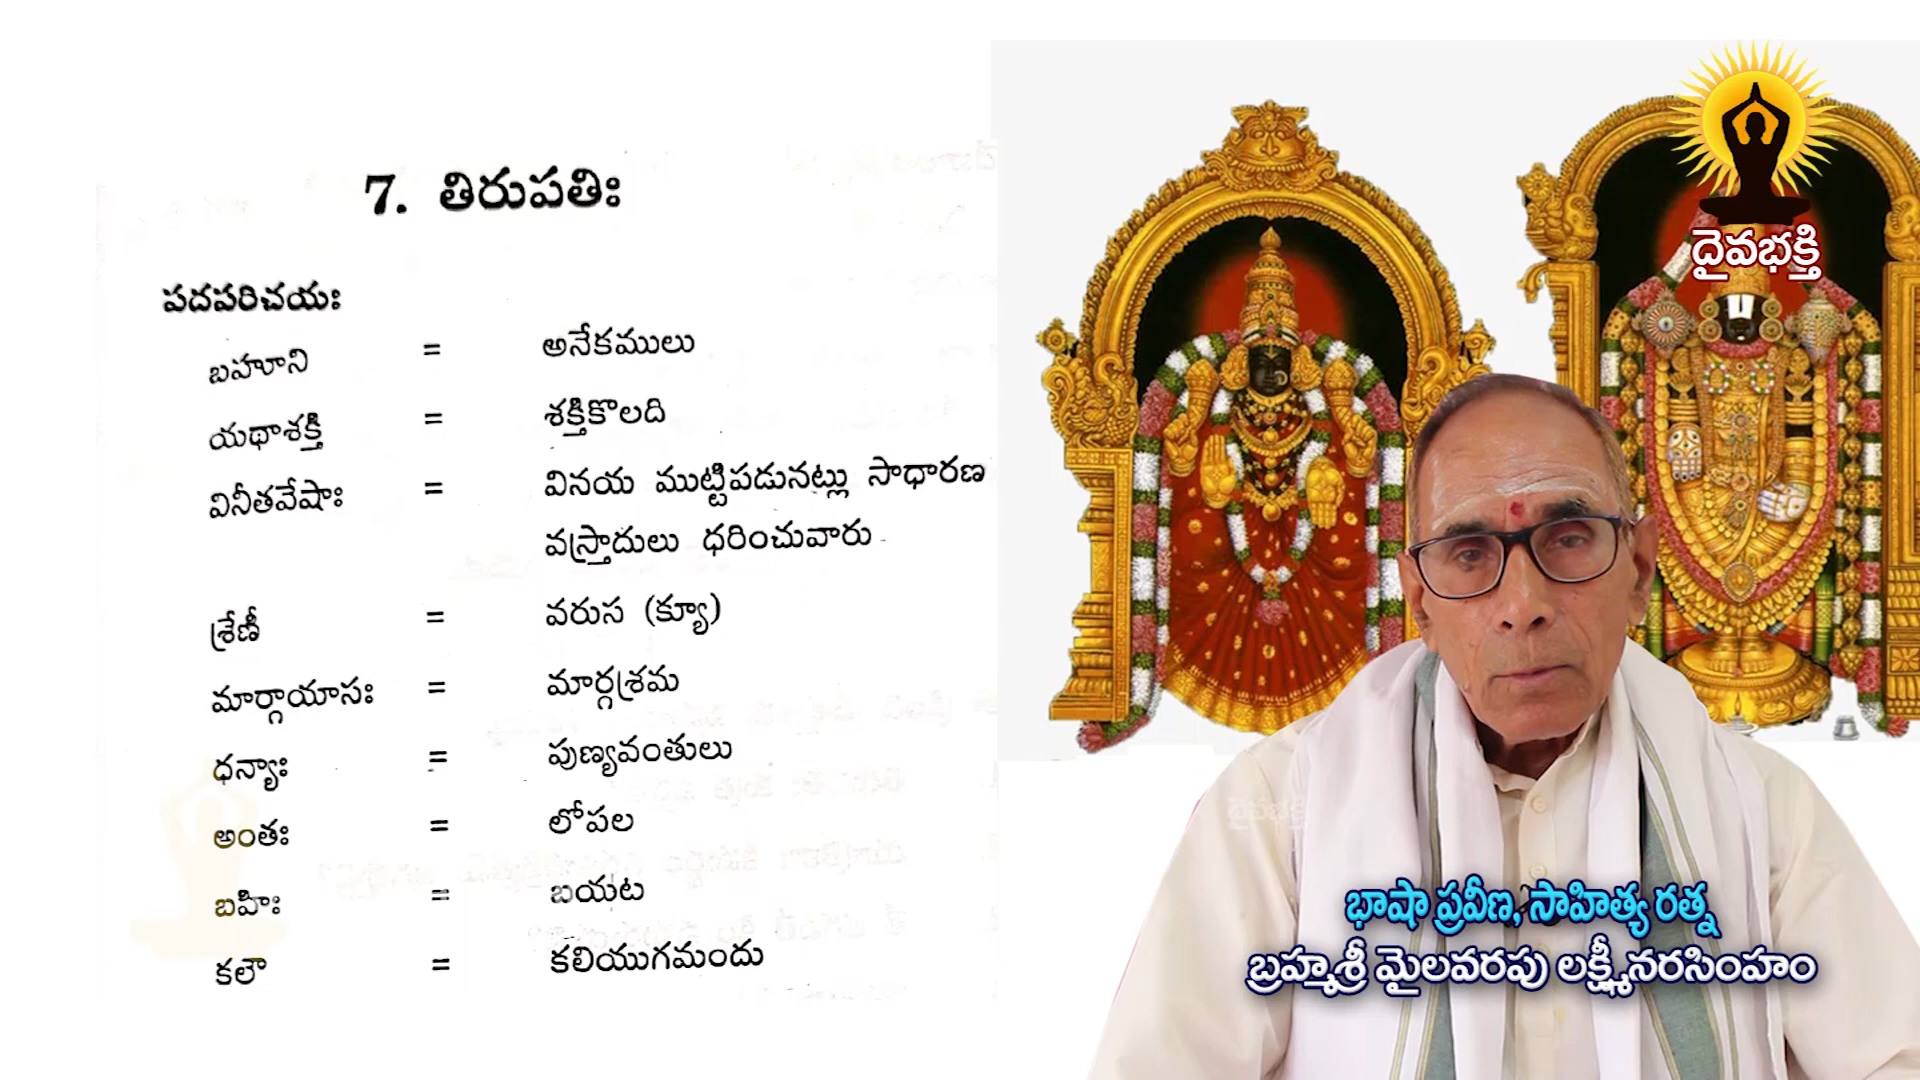 7. తిరుపతిః
పదపరిచయః
బహూని = అనేకములు
యథాశక్తి = శక్తికొలది
వినీతవేషాః = వినయ ముట్టిపడునట్లు సాధారణ
వస్త్రాదులు ధరించువారు
శ్రేణీ = వరుస (క్యూ)
మార్గాయాసః = మార్గశ్రమ
ధన్యాః = పుణ్యవంతులు
అంతః = లోపల
బహిః = బయట
కలౌ = కలియుగమందు
దైవభక్తి
భాషా ప్రవీణ, సాహిత్య రత్న
బ్రహ్మశ్రీ మైలవరపు లక్ష్మీనరసింహం